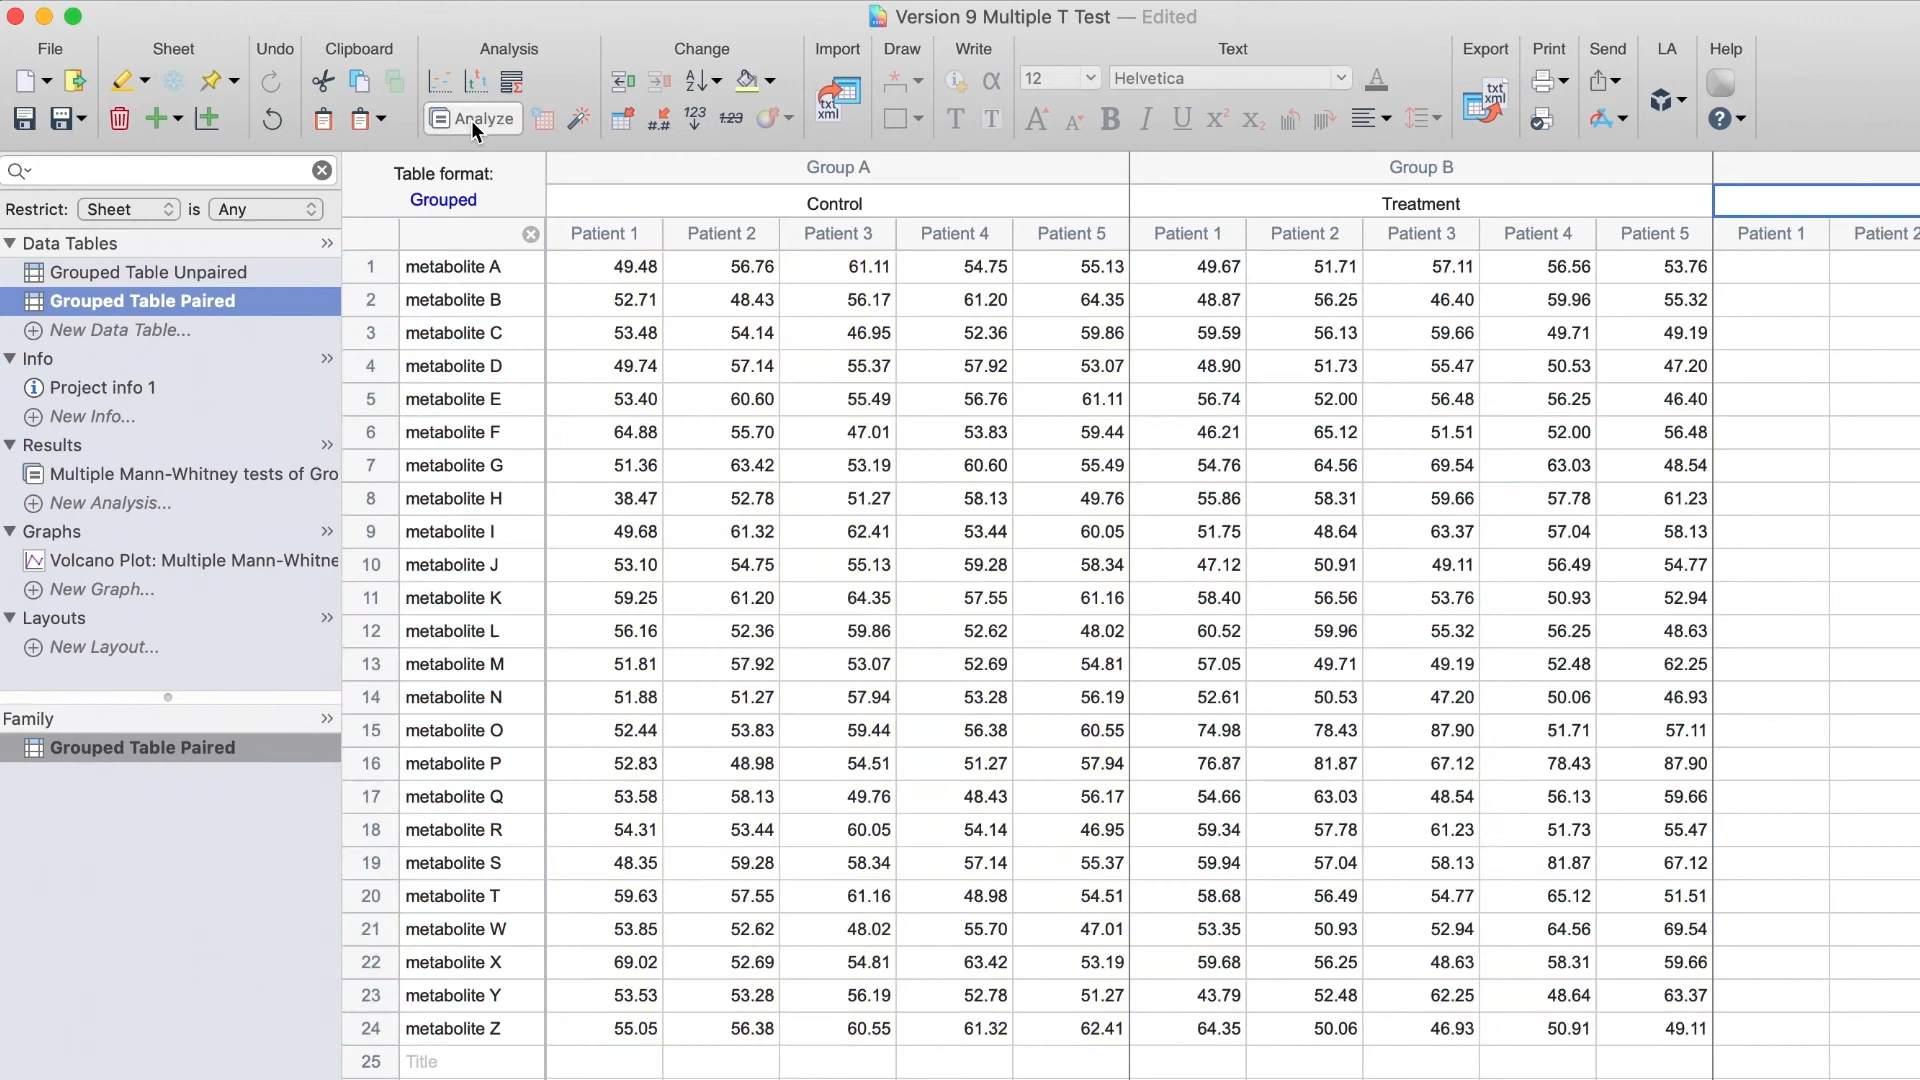 Version 9 Multiple T Test — Edited
File Sheet Undo Clipboard Analysis Change Import Draw Write Text Export Print Send LA Help
12 Helvetica
Analyze
Restrict: Sheet is Any
Data Tables
Grouped Table Unpaired
Grouped Table Paired
New Data Table...
Info
Project info 1
New Info...
Results
Multiple Mann-Whitney tests of Gro
New Analysis...
Graphs
Volcano Plot: Multiple Mann-Whitne
New Graph...
Layouts
New Layout...
Family
Grouped Table Paired
Table format:
Grouped
Group A Group B
Control Treatment
Patient 1 Patient 2 Patient 3 Patient 4 Patient 5 Patient 1 Patient 2 Patient 3 Patient 4 Patient 5 Patient 1 Patient 2
1 metabolite A 49.48 56.76 61.11 54.75 55.13 49.67 51.71 57.11 56.56 53.76
2 metabolite B 52.71 48.43 56.17 61.20 64.35 48.87 56.25 46.40 59.96 55.32
3 metabolite C 53.48 54.14 46.95 52.36 59.86 59.59 56.13 59.66 49.71 49.19
4 metabolite D 49.74 57.14 55.37 57.92 53.07 48.90 51.73 55.47 50.53 47.20
5 metabolite E 53.40 60.60 55.49 56.76 61.11 56.74 52.00 56.48 56.25 46.40
6 metabolite F 64.88 55.70 47.01 53.83 59.44 46.21 65.12 51.51 52.00 56.48
7 metabolite G 51.36 63.42 53.19 60.60 55.49 54.76 64.56 69.54 63.03 48.54
8 metabolite H 38.47 52.78 51.27 58.13 49.76 55.86 58.31 59.66 57.78 61.23
9 metabolite I 49.68 61.32 62.41 53.44 60.05 51.75 48.64 63.37 57.04 58.13
10 metabolite J 53.10 54.75 55.13 59.28 58.34 47.12 50.91 49.11 56.49 54.77
11 metabolite K 59.25 61.20 64.35 57.55 61.16 58.40 56.56 53.76 50.93 52.94
12 metabolite L 56.16 52.36 59.86 52.62 48.02 60.52 59.96 55.32 56.25 48.63
13 metabolite M 51.81 57.92 53.07 52.69 54.81 57.05 49.71 49.19 52.48 62.25
14 metabolite N 51.88 51.27 57.94 53.28 56.19 52.61 50.53 47.20 50.06 46.93
15 metabolite O 52.44 53.83 59.44 56.38 60.55 74.98 78.43 87.90 51.71 57.11
16 metabolite P 52.83 48.98 54.51 51.27 57.94 76.87 81.87 67.12 78.43 87.90
17 metabolite Q 53.58 58.13 49.76 48.43 56.17 54.66 63.03 48.54 56.13 59.66
18 metabolite R 54.31 53.44 60.05 54.14 46.95 59.34 57.78 61.23 51.73 55.47
19 metabolite S 48.35 59.28 58.34 57.14 55.37 59.94 57.04 58.13 81.87 67.12
20 metabolite T 59.63 57.55 61.16 48.98 54.51 58.68 56.49 54.77 65.12 51.51
21 metabolite W 53.85 52.62 48.02 55.70 47.01 53.35 50.93 52.94 64.56 69.54
22 metabolite X 69.02 52.69 54.81 63.42 53.19 59.68 56.25 48.63 58.31 59.66
23 metabolite Y 53.53 53.28 56.19 52.78 51.27 43.79 52.48 62.25 48.64 63.37
24 metabolite Z 55.05 56.38 60.55 61.32 62.41 64.35 50.06 46.93 50.91 49.11
25 Title